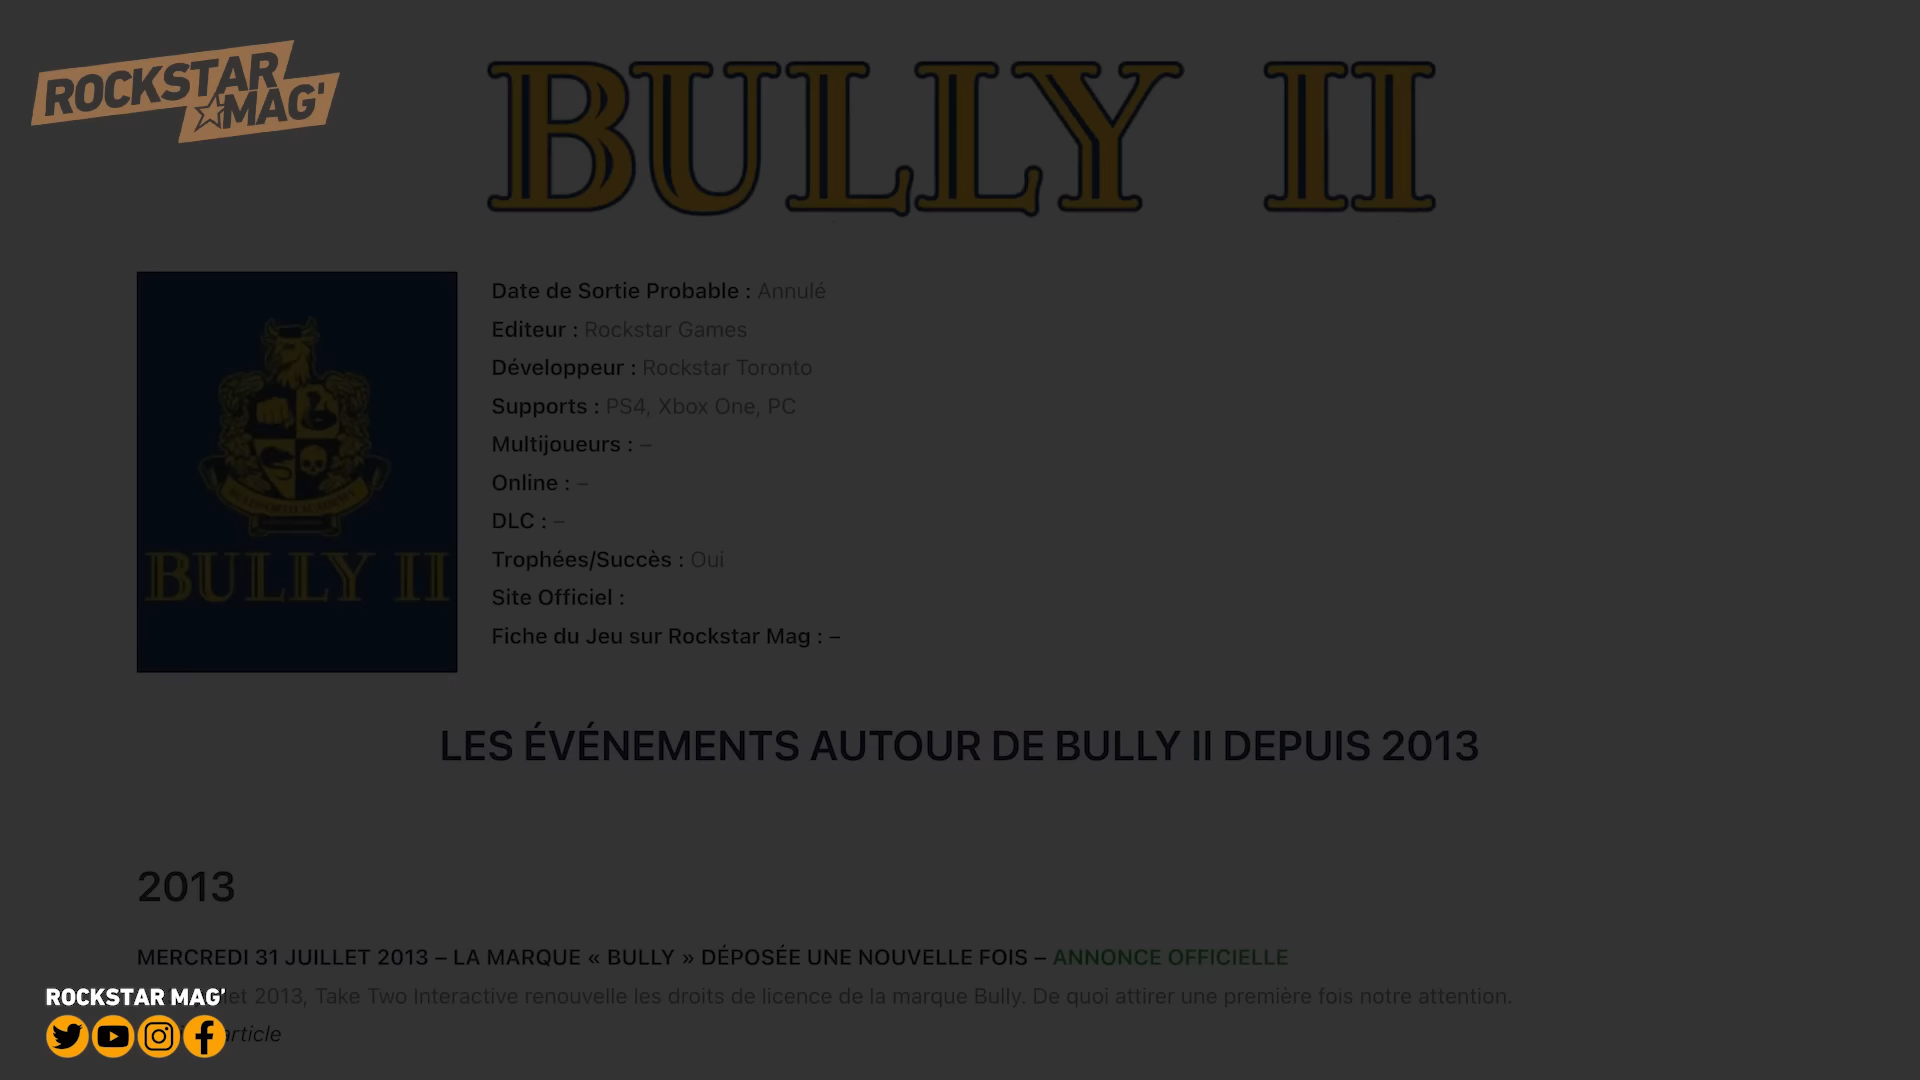 ROCKSTAR
MAG'
BULLY II
BULLY II
Date de Sortie Probable : Annulé
Editeur : Rockstar Games
Développeur : Rockstar Toronto
Supports : PS4, Xbox One, PC
Multijoueurs : –
Online : –
DLC : –
Trophées/Succès : Oui
Site Officiel :
Fiche du Jeu sur Rockstar Mag : –
LES ÉVÉNEMENTS AUTOUR DE BULLY II DEPUIS 2013
2013
MERCREDI 31 JUILLET 2013 – LA MARQUE « BULLY » DÉPOSÉE UNE NOUVELLE FOIS – ANNONCE OFFICIELLE
2013, Take Two Interactive renouvelle les droits de licence de la marque Bully. De quoi attirer une première fois notre attention.
article
ROCKSTAR MAG'